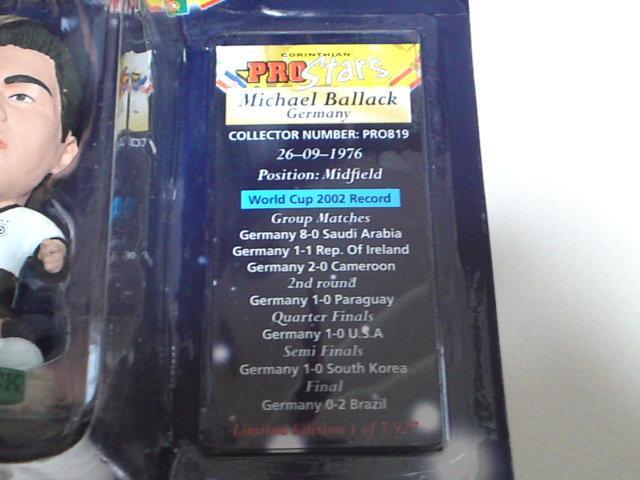 CORINTHIAN
PRO Stars
Michael Ballack
Germany
COLLECTOR NUMBER: PRO819
26-09-1976
Position: Midfield
World Cup 2002 Record
Group Matches
Germany 8-0 Saudi Arabia
Germany 1-1 Rep. Of Ireland
Germany 2-0 Cameroon
2nd round
Germany 1-0 Paraguay
Quarter Finals
Germany 1-0 U.S.A
Semi Finals
Germany 1-0 South Korea
Final
Germany 0-2 Brazil
Limited Edition 1 of